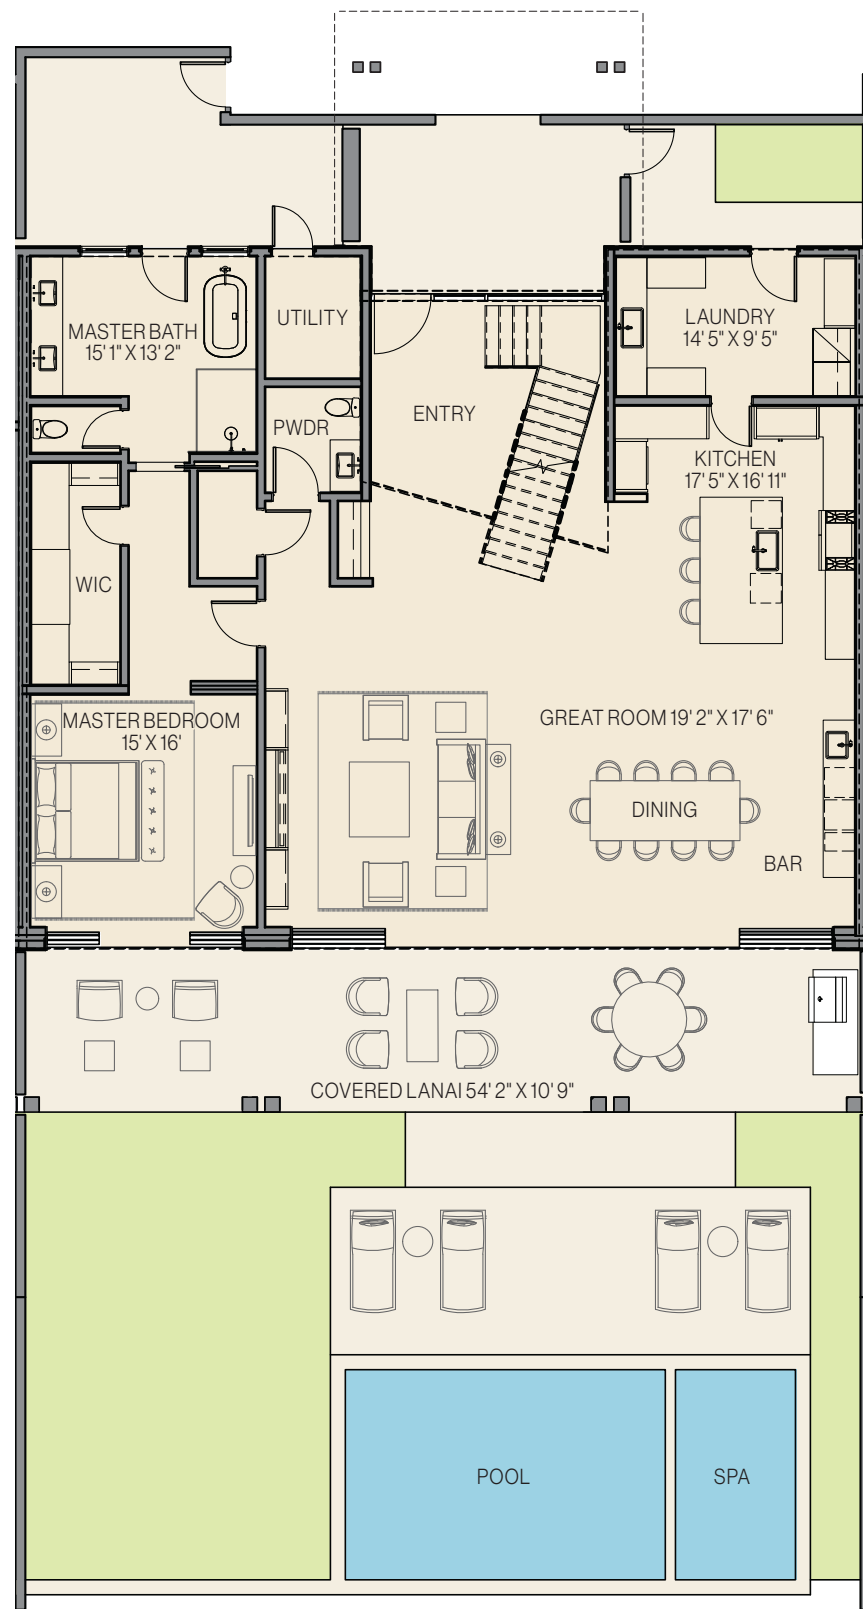 MASTER BATH
15' 1" X 13' 2"
UTILITY
LAUNDRY
14' 5" X 9' 5"
PWDR
ENTRY
KITCHEN
17' 5" X 16' 11"
WIC
MASTER BEDROOM
15' X 16'
GREAT ROOM 19' 2" X 17' 6"
DINING
BAR
COVERED LANAI 54' 2" X 10' 9"
POOL
SPA